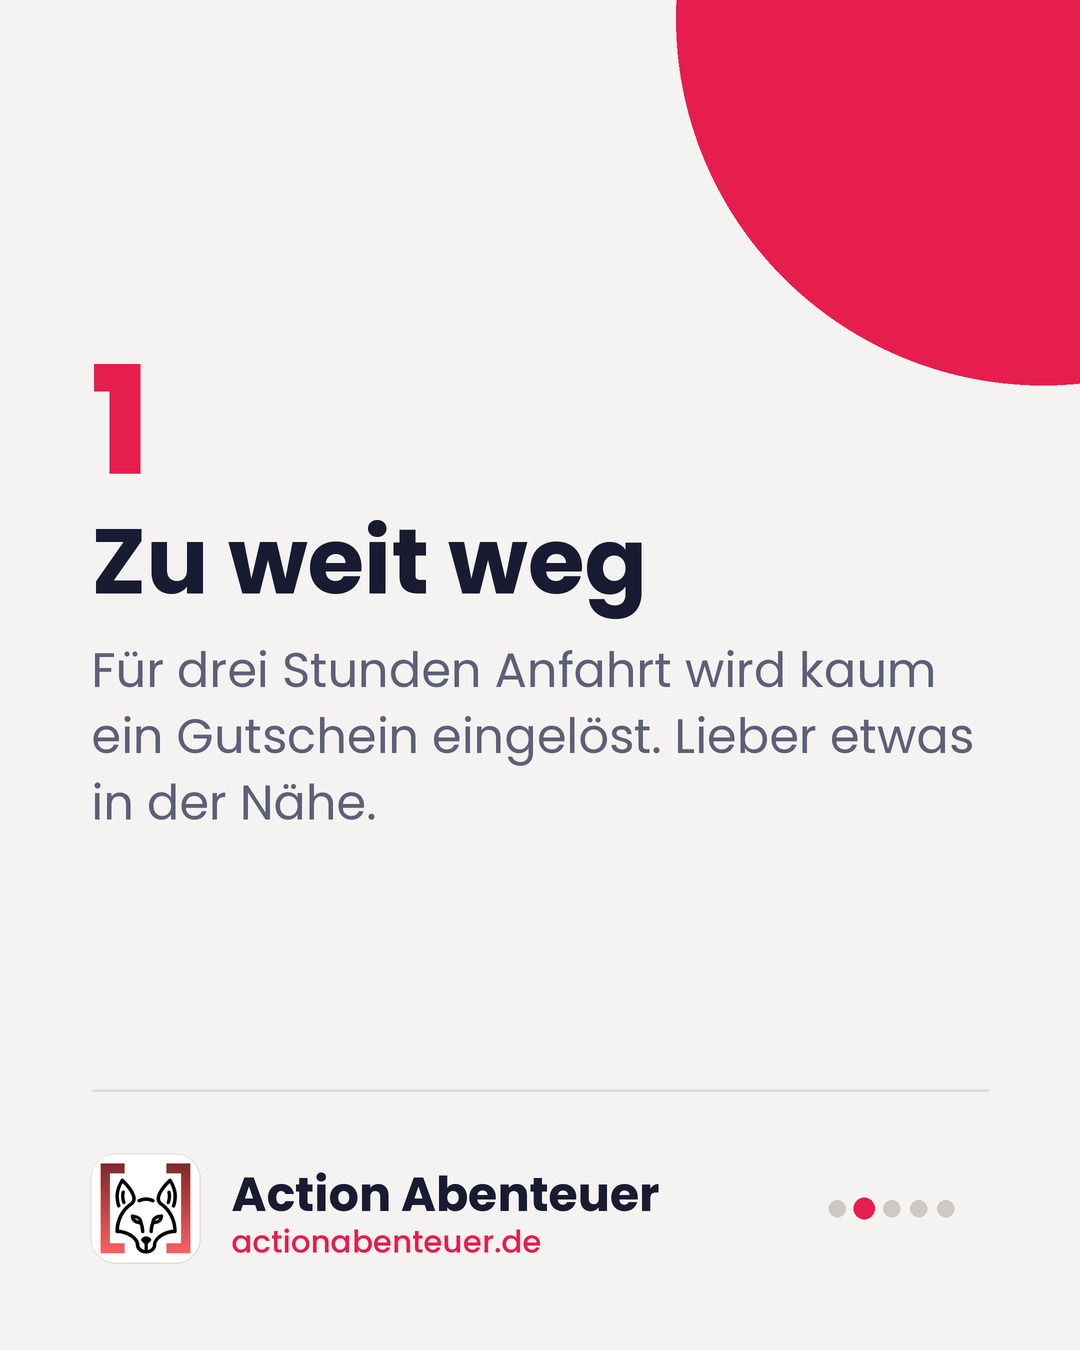 1
Zu weit weg
Für drei Stunden Anfahrt wird kaum
ein Gutschein eingelöst. Lieber etwas
in der Nähe.
Action Abenteuer
actionabenteuer.de